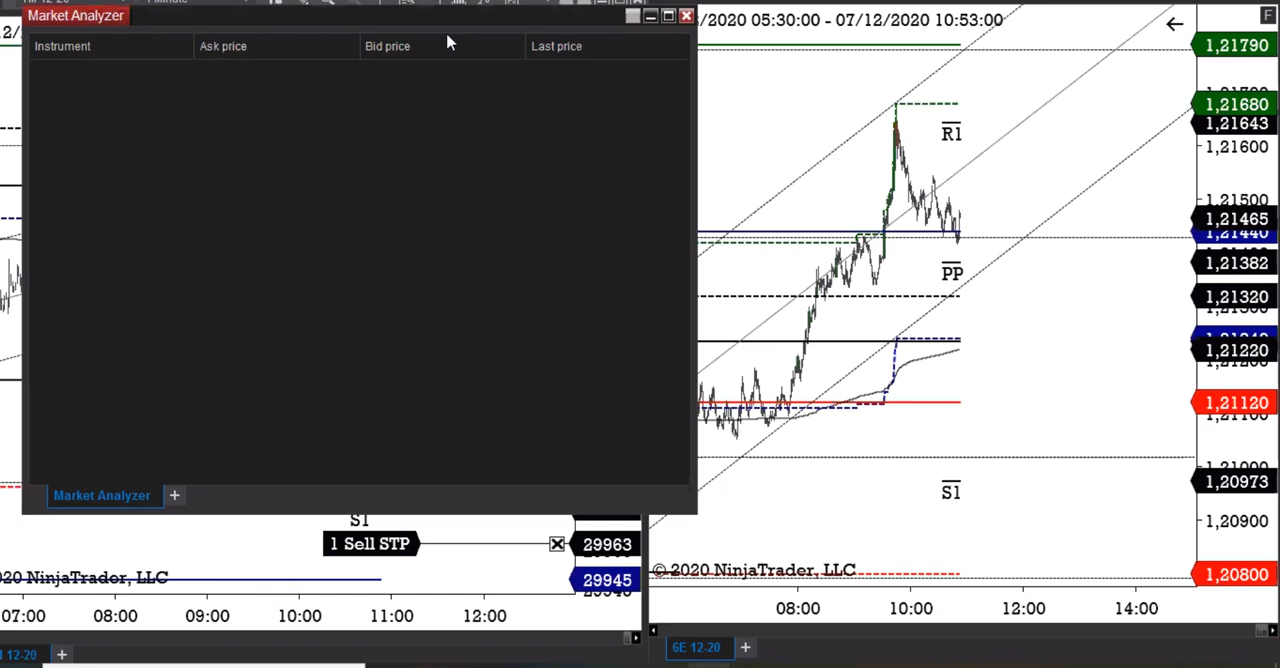 Market Analyzer
Instrument
Ask price
Bid price
Last price
/2020 05:30:00 - 07/12/2020 10:53:00
F
1,21790
1,21680
1,21643
R1
1,21600
1,21500
1,21465
1,21440
1,21382
PP
1,21320
1,21220
1,21120
1,20973
S1
1,20900
1,20800
Market Analyzer
+
S1
1 Sell STP
29963
29945
20 NinjaTrader, LLC
© 2020 NinjaTrader, LLC
07:00
08:00
09:00
10:00
11:00
12:00
08:00
10:00
12:00
14:00
12-20
+
6E 12-20
+